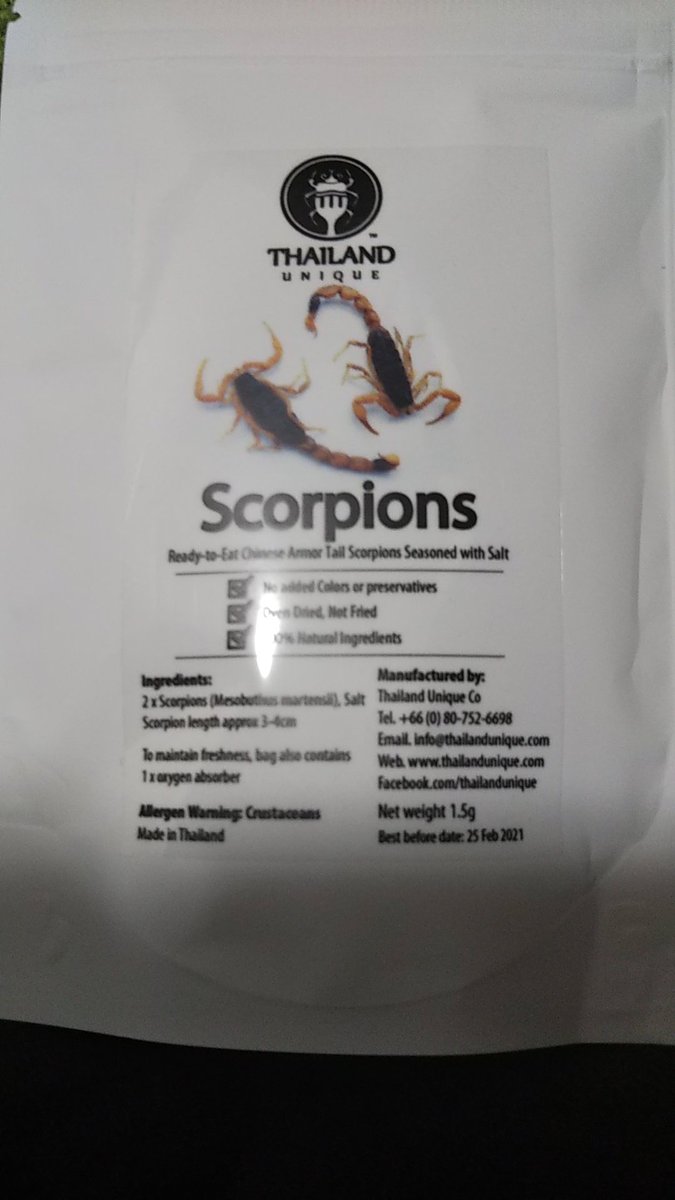 THAILAND
UNIQUE
TM
Scorpions
Ready-to-Eat Chinese Armor Tail Scorpions Seasoned with Salt
No added Colors or preservatives
Oven Dried, Not Fried
Natural Ingredients
Ingredients:
2 x Scorpions (Mesobuthus martensii), Salt
Scorpion length approx 3-4cm
To maintain freshness, bag also contains
1 x oxygen absorber
Allergen Warning: Crustaceans
Made in Thailand
Manufactured by:
Thailand Unique Co
Tel. +66 (0) 80-752-6698
Email. info@thailandunique.com
Web. www.thailandunique.com
Facebook.com/thailandunique
Net weight 1.5g
Best before date: 25 Feb 2021